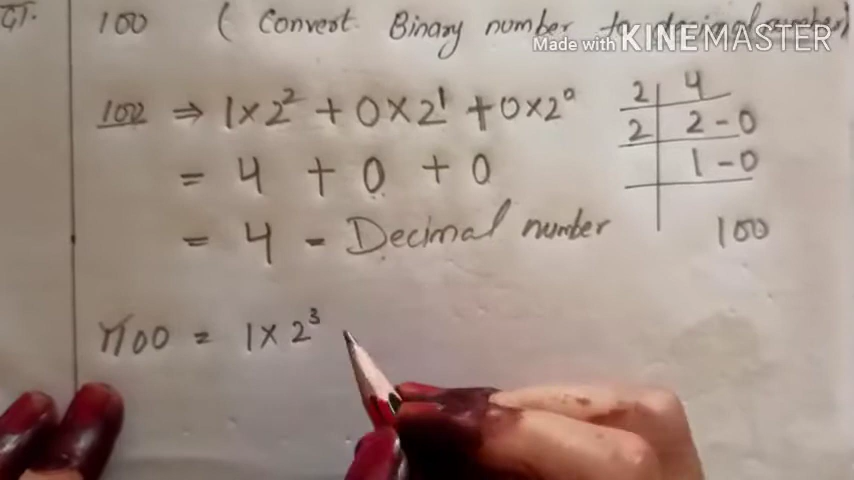 100 ( Convert Binary number to decimal number)
Made with KINEMASTER
100 ⇒ 1×2² + 0×2¹ + 0×2⁰
= 4 + 0 + 0
= 4 - Decimal number
2 | 4
2 | 2 - 0
1 - 0
100
1100 = 1×2³